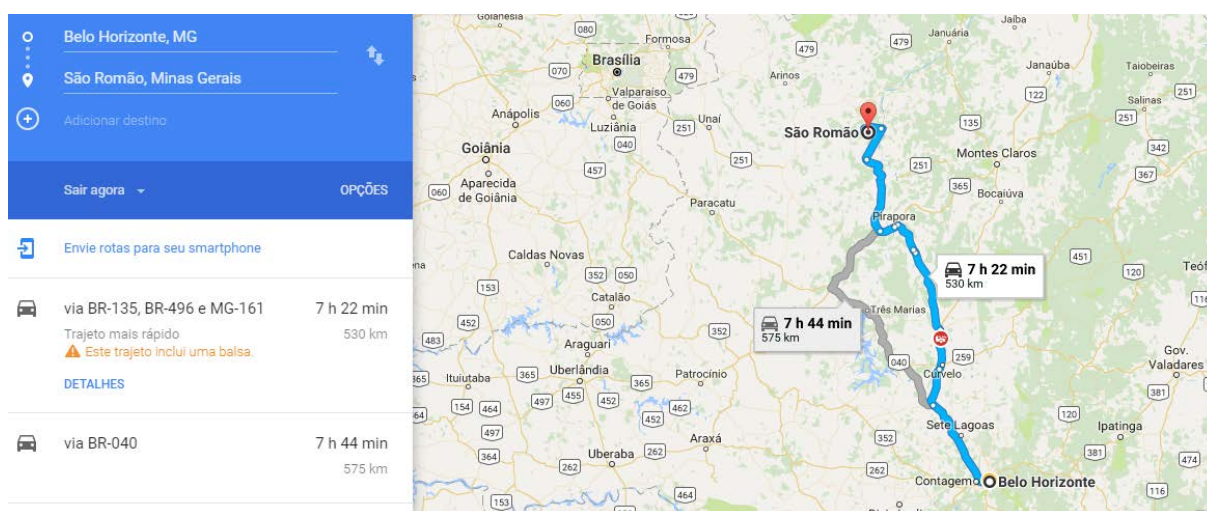 Belo Horizonte, MG
São Romão, Minas Gerais
Adicionar destino
Sair agora
OPÇÕES
Envie rotas para seu smartphone
via BR-135, BR-496 e MG-161
7 h 22 min
Trajeto mais rápido
530 km
Este trajeto inclui uma balsa.
DETALHES
via BR-040
7 h 44 min
575 km
Goianésia
080
Formosa
Brasília
070
479
479
479
Januária
Jaíba
Arinos
Janaúba
Taiobeiras
Valparaíso
de Goiás
060
Anápolis
Luziânia
251
Unaí
São Romão
122
Salinas
251
135
251
040
Goiânia
457
251
Montes Claros
342
251
367
365
Bocaiúva
060
Aparecida
de Goiânia
Paracatu
Pirapora
Caldas Novas
451
7 h 22 min
530 km
120
352
050
153
Catalão
Três Marias
7 h 44 min
575 km
452
050
352
483
Araguari
040
259
Gov.
Valadares
Uberlândia
365
Ituiutaba
365
Patrocínio
Curvelo
365
455
452
497
154
464
462
452
381
120
Ipatinga
Sete Lagoas
497
Araxá
352
364
Uberaba
262
381
474
262
262
Contagem
Belo Horizonte
464
153
116